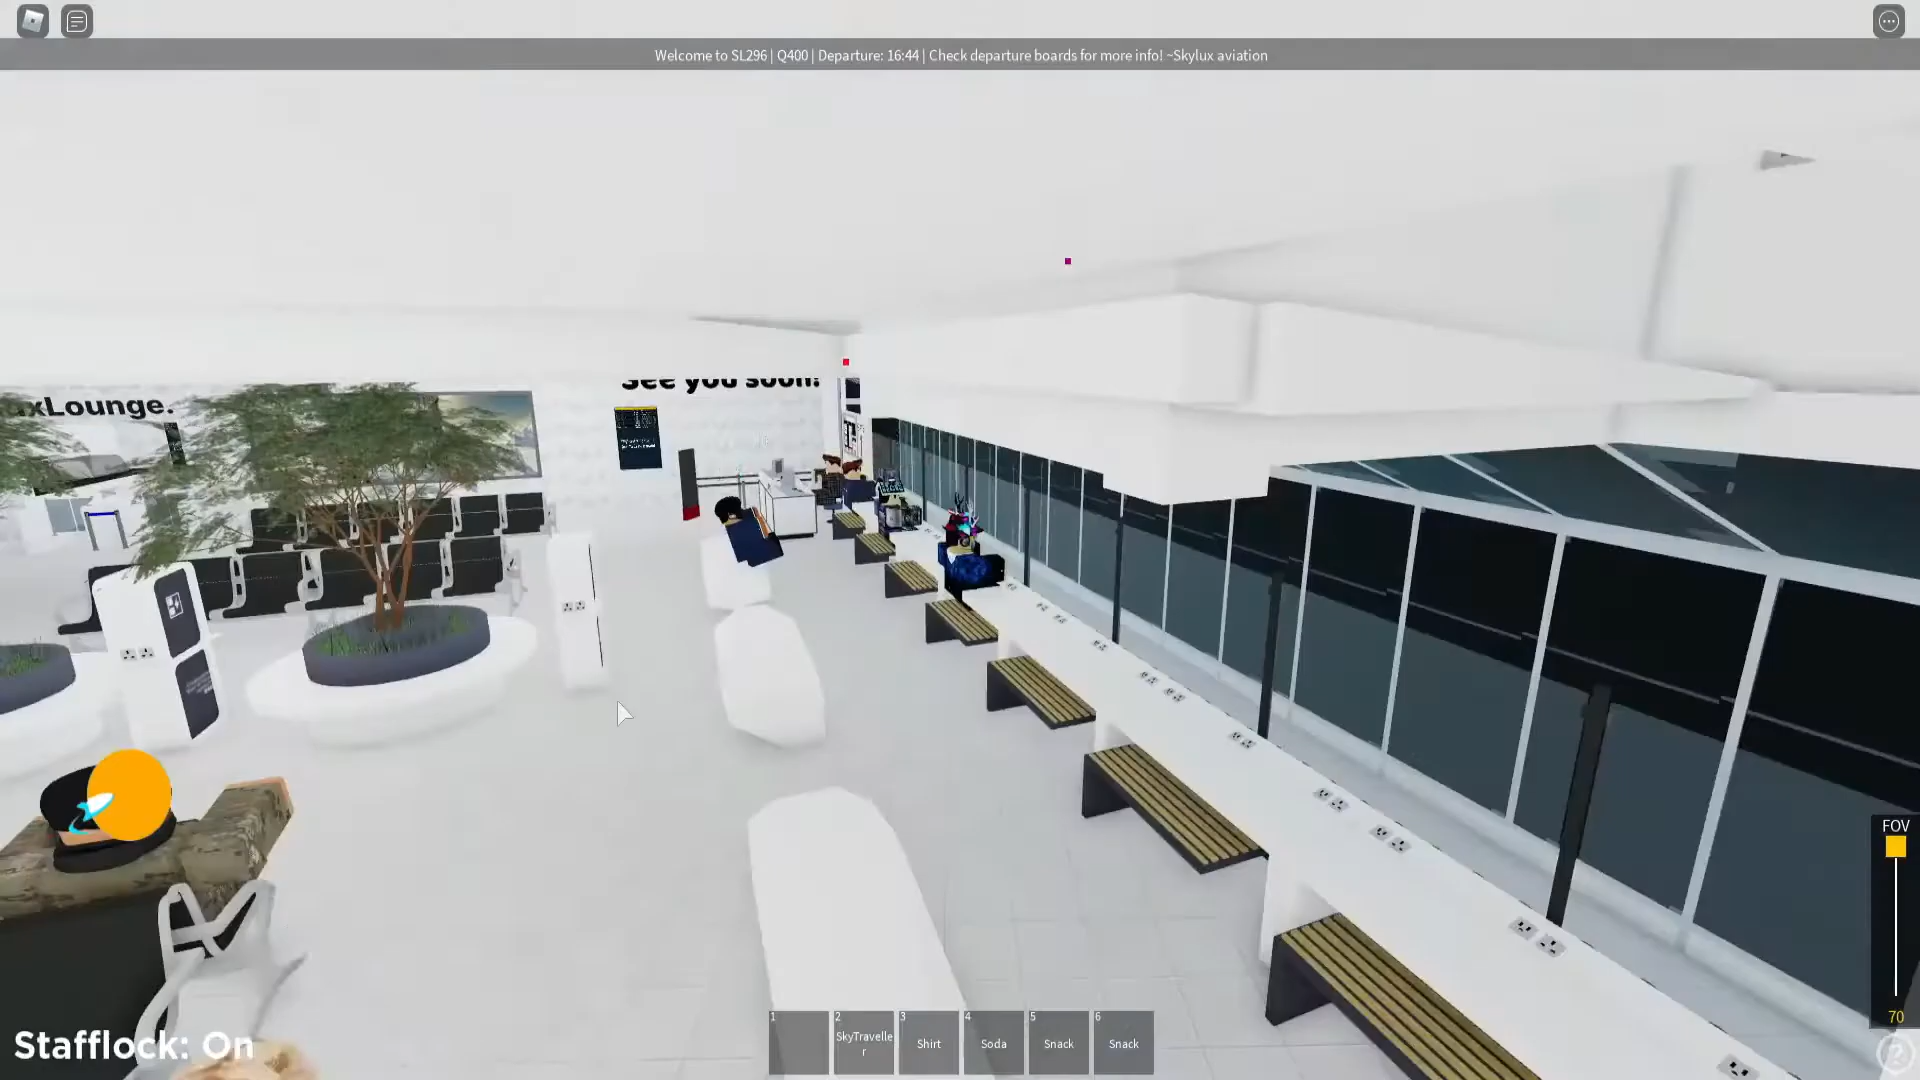 Welcome to SL296 | Q400 | Departure: 16:44 | Check departure boards for more info! ~Skylux aviation
See you soon!
xLounge.
FOV
70
1
2
SkyTravelle
r
3
Shirt
4
Soda
5
Snack
6
Snack
Stafflock: On